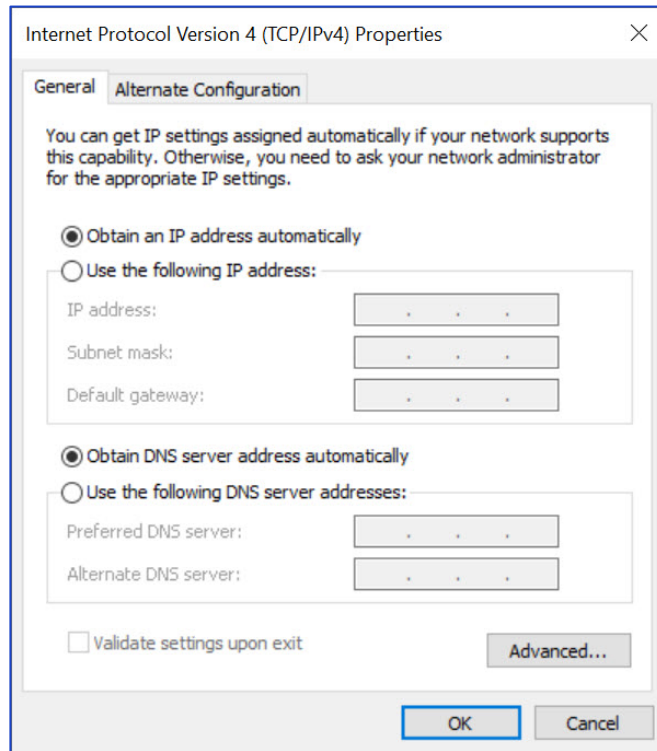 Internet Protocol Version 4 (TCP/IPv4) Properties
General
Alternate Configuration
You can get IP settings assigned automatically if your network supports
this capability. Otherwise, you need to ask your network administrator
for the appropriate IP settings.
Obtain an IP address automatically
Use the following IP address:
IP address:
Subnet mask:
Default gateway:
Obtain DNS server address automatically
Use the following DNS server addresses:
Preferred DNS server:
Alternate DNS server:
Validate settings upon exit
Advanced...
OK
Cancel